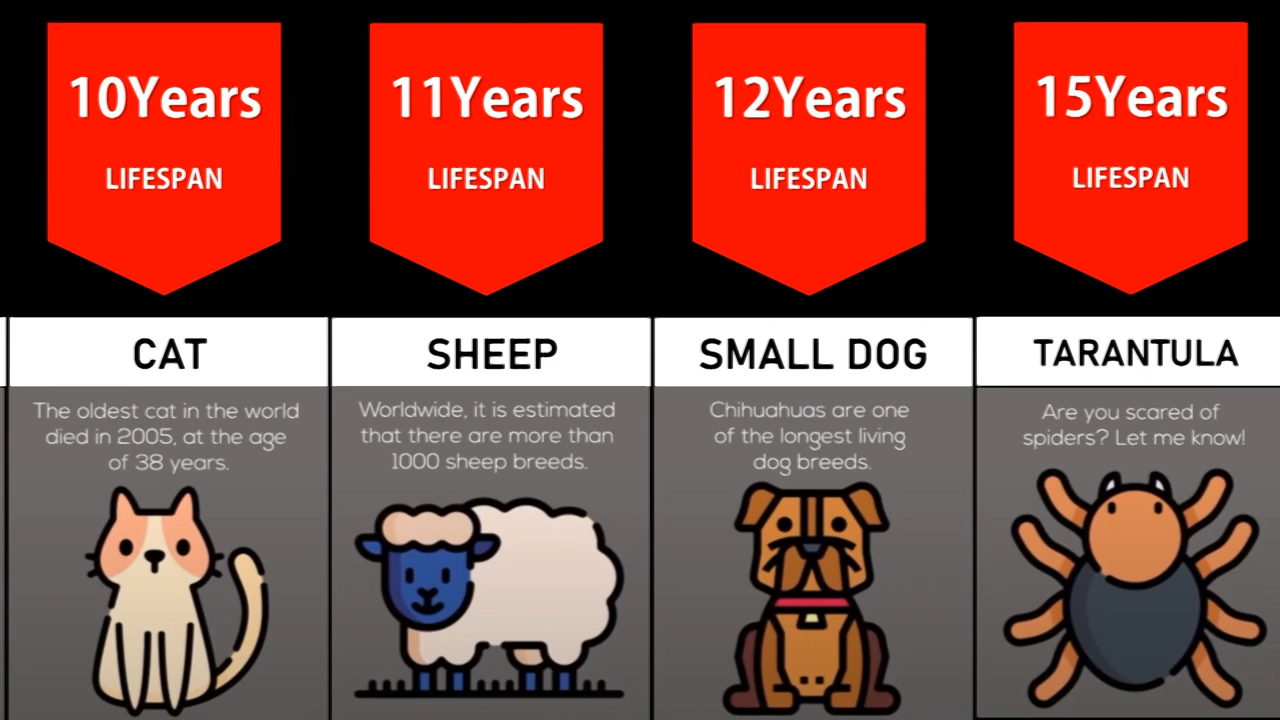 10Years
LIFESPAN
11Years
LIFESPAN
12Years
LIFESPAN
15Years
LIFESPAN
CAT
The oldest cat in the world
died in 2005, at the age
of 38 years.
SHEEP
Worldwide, it is estimated
that there are more than
1000 sheep breeds.
SMALL DOG
Chihuahuas are one
of the longest living
dog breeds.
TARANTULA
Are you scared of
spiders? Let me know!